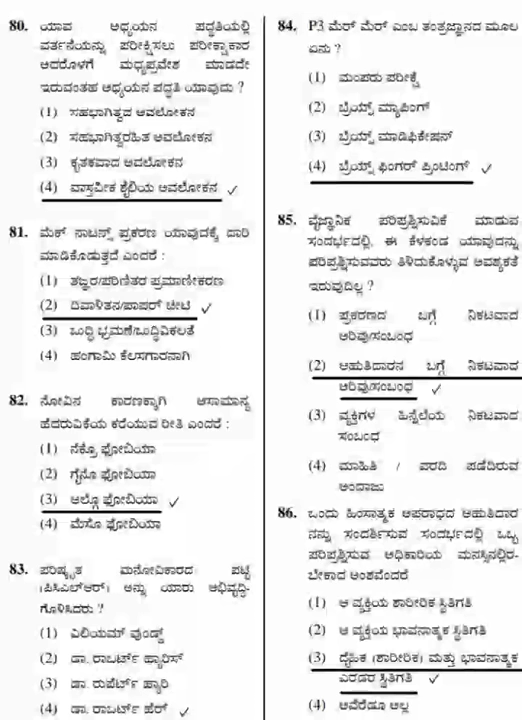 80. ಯಾವ ಅಧ್ಯಯನ ಪದ್ಧತಿಯಲ್ಲಿ
ವರ್ತನೆಯನ್ನು ಪರೀಕ್ಷಿಸಲು ಪರೀಕ್ಷಾಕಾರ
ಅದರೊಳಗೆ ಮಧ್ಯಪ್ರವೇಶ ಮಾಡದೇ
ಇರುವಂತಹ ಅಧ್ಯಯನ ಪದ್ಧತಿ ಯಾವುದು ?
(1) ಸಹಭಾಗಿತ್ವದ ಅವಲೋಕನ
(2) ಸಹಭಾಗಿತ್ವರಹಿತ ಅವಲೋಕನ
(3) ಕೃತಕವಾದ ಅವಲೋಕನ
(4) ವಾಸ್ತವಿಕ ಶೈಲಿಯ ಅವಲೋಕನ ✓
81. ಮೆಕ್ ನಾಟನ್ಸ್ ಪ್ರಕರಣ ಯಾವುದಕ್ಕೆ ದಾರಿ
ಮಾಡಿಕೊಡುತ್ತದೆ ಎಂದರೆ :
(1) ತಜ್ಞರ/ಪರಿಣಿತರ ಪ್ರಮಾಣೀಕರಣ
(2) ದಿವಾಳಿತನ/ಪಾಪರ್ ಚೀಟಿ ✓
(3) ಬುದ್ಧಿ ಭ್ರಮಣೆ/ಬುದ್ಧಿವಿಕಲತೆ
(4) ಹಂಗಾಮಿ ಕೆಲಸಗಾರನಾಗಿ
82. ನೋವಿನ ಕಾರಣಕ್ಕಾಗಿ ಅಸಾಮಾನ್ಯ
ಹೆದರುವಿಕೆಯ ಕರೆಯುವ ರೀತಿ ಎಂದರೆ :
(1) ನೆಕ್ರೊ ಫೋಬಿಯಾ
(2) ಗೈನೊ ಫೋಬಿಯಾ
(3) ಆಲ್ಗೊ ಫೋಬಿಯಾ ✓
(4) ಮೆಸೊ ಫೋಬಿಯಾ
83. ಪರಿಷ್ಕೃತ ಮನೋವಿಕಾರದ ಪಟ್ಟಿ
(ಪಿಸಿಎಲ್‌ಆರ್) ಅನ್ನು ಯಾರು ಅಭಿವೃದ್ಧಿ-
ಗೊಳಿಸಿದರು ?
(1) ವಿಲಿಯಮ್ ವುಂಡ್ಟ್
(2) ಡಾ. ರಾಬರ್ಟ್ ಹ್ಯಾರಿಸ್
(3) ಡಾ. ರುಪರ್ಟ್ ಹ್ಯಾರಿ
(4) ಡಾ. ರಾಬರ್ಟ್ ಹೆರ್ ✓
84. P3 ಮೆರ್ ಮೆರ್ ಎಂಬ ತಂತ್ರಜ್ಞಾನದ ಮೂಲ
ಏನು ?
(1) ಮಂಪರು ಪರೀಕ್ಷೆ
(2) ಬ್ರೈಯ್ನ್ ಮ್ಯಾಪಿಂಗ್
(3) ಬ್ರೈಯ್ನ್ ಮಾಡಿಫಿಕೇಷನ್
(4) ಬ್ರೈಯ್ನ್ ಫಿಂಗರ್ ಪ್ರಿಂಟಿಂಗ್ ✓
85. ವೈಜ್ಞಾನಿಕ ಪರಿಪ್ರಶ್ನಿಸುವಿಕೆ ಮಾಡುವ
ಸಂದರ್ಭದಲ್ಲಿ, ಈ ಕೆಳಕಂಡ ಯಾವುದನ್ನು
ಪರಿಪ್ರಶ್ನಿಸುವವರು ತಿಳಿದುಕೊಳ್ಳುವ ಅವಶ್ಯಕತೆ
ಇರುವುದಿಲ್ಲ ?
(1) ಪ್ರಕರಣದ ಬಗ್ಗೆ ನಿಕಟವಾದ
ಅರಿವು/ಸಂಬಂಧ
(2) ಆಹುತಿದಾರನ ಬಗ್ಗೆ ನಿಕಟವಾದ
ಅರಿವು/ಸಂಬಂಧ ✓
(3) ವ್ಯಕ್ತಿಗಳ ಹಿನ್ನೆಲೆಯ ನಿಕಟವಾದ
ಸಂಬಂಧ
(4) ಮಾಹಿತಿ / ವರದಿ ಪಡೆದಿರುವ
ಅಂದಾಜು
86. ಒಂದು ಹಿಂಸಾತ್ಮಕ ಅಪರಾಧದ ಆಹುತಿದಾರ
ನನ್ನು ಸಂದರ್ಶಿಸುವ ಸಂದರ್ಭದಲ್ಲಿ ಒಬ್ಬ
ಪರಿಪ್ರಶ್ನಿಸುವ ಅಧಿಕಾರಿಯ ಮನಸ್ಸಿನಲ್ಲಿರ-
ಬೇಕಾದ ಅಂಶವೆಂದರೆ
(1) ಆ ವ್ಯಕ್ತಿಯ ಶಾರೀರಿಕ ಸ್ಥಿತಿಗತಿ
(2) ಆ ವ್ಯಕ್ತಿಯ ಭಾವನಾತ್ಮಕ ಸ್ಥಿತಿಗತಿ
(3) ದೈಹಿಕ (ಶಾರೀರಿಕ) ಮತ್ತು ಭಾವನಾತ್ಮಕ
ಎರಡರ ಸ್ಥಿತಿಗತಿ ✓
(4) ಅವೆರೆಡೂ ಅಲ್ಲ